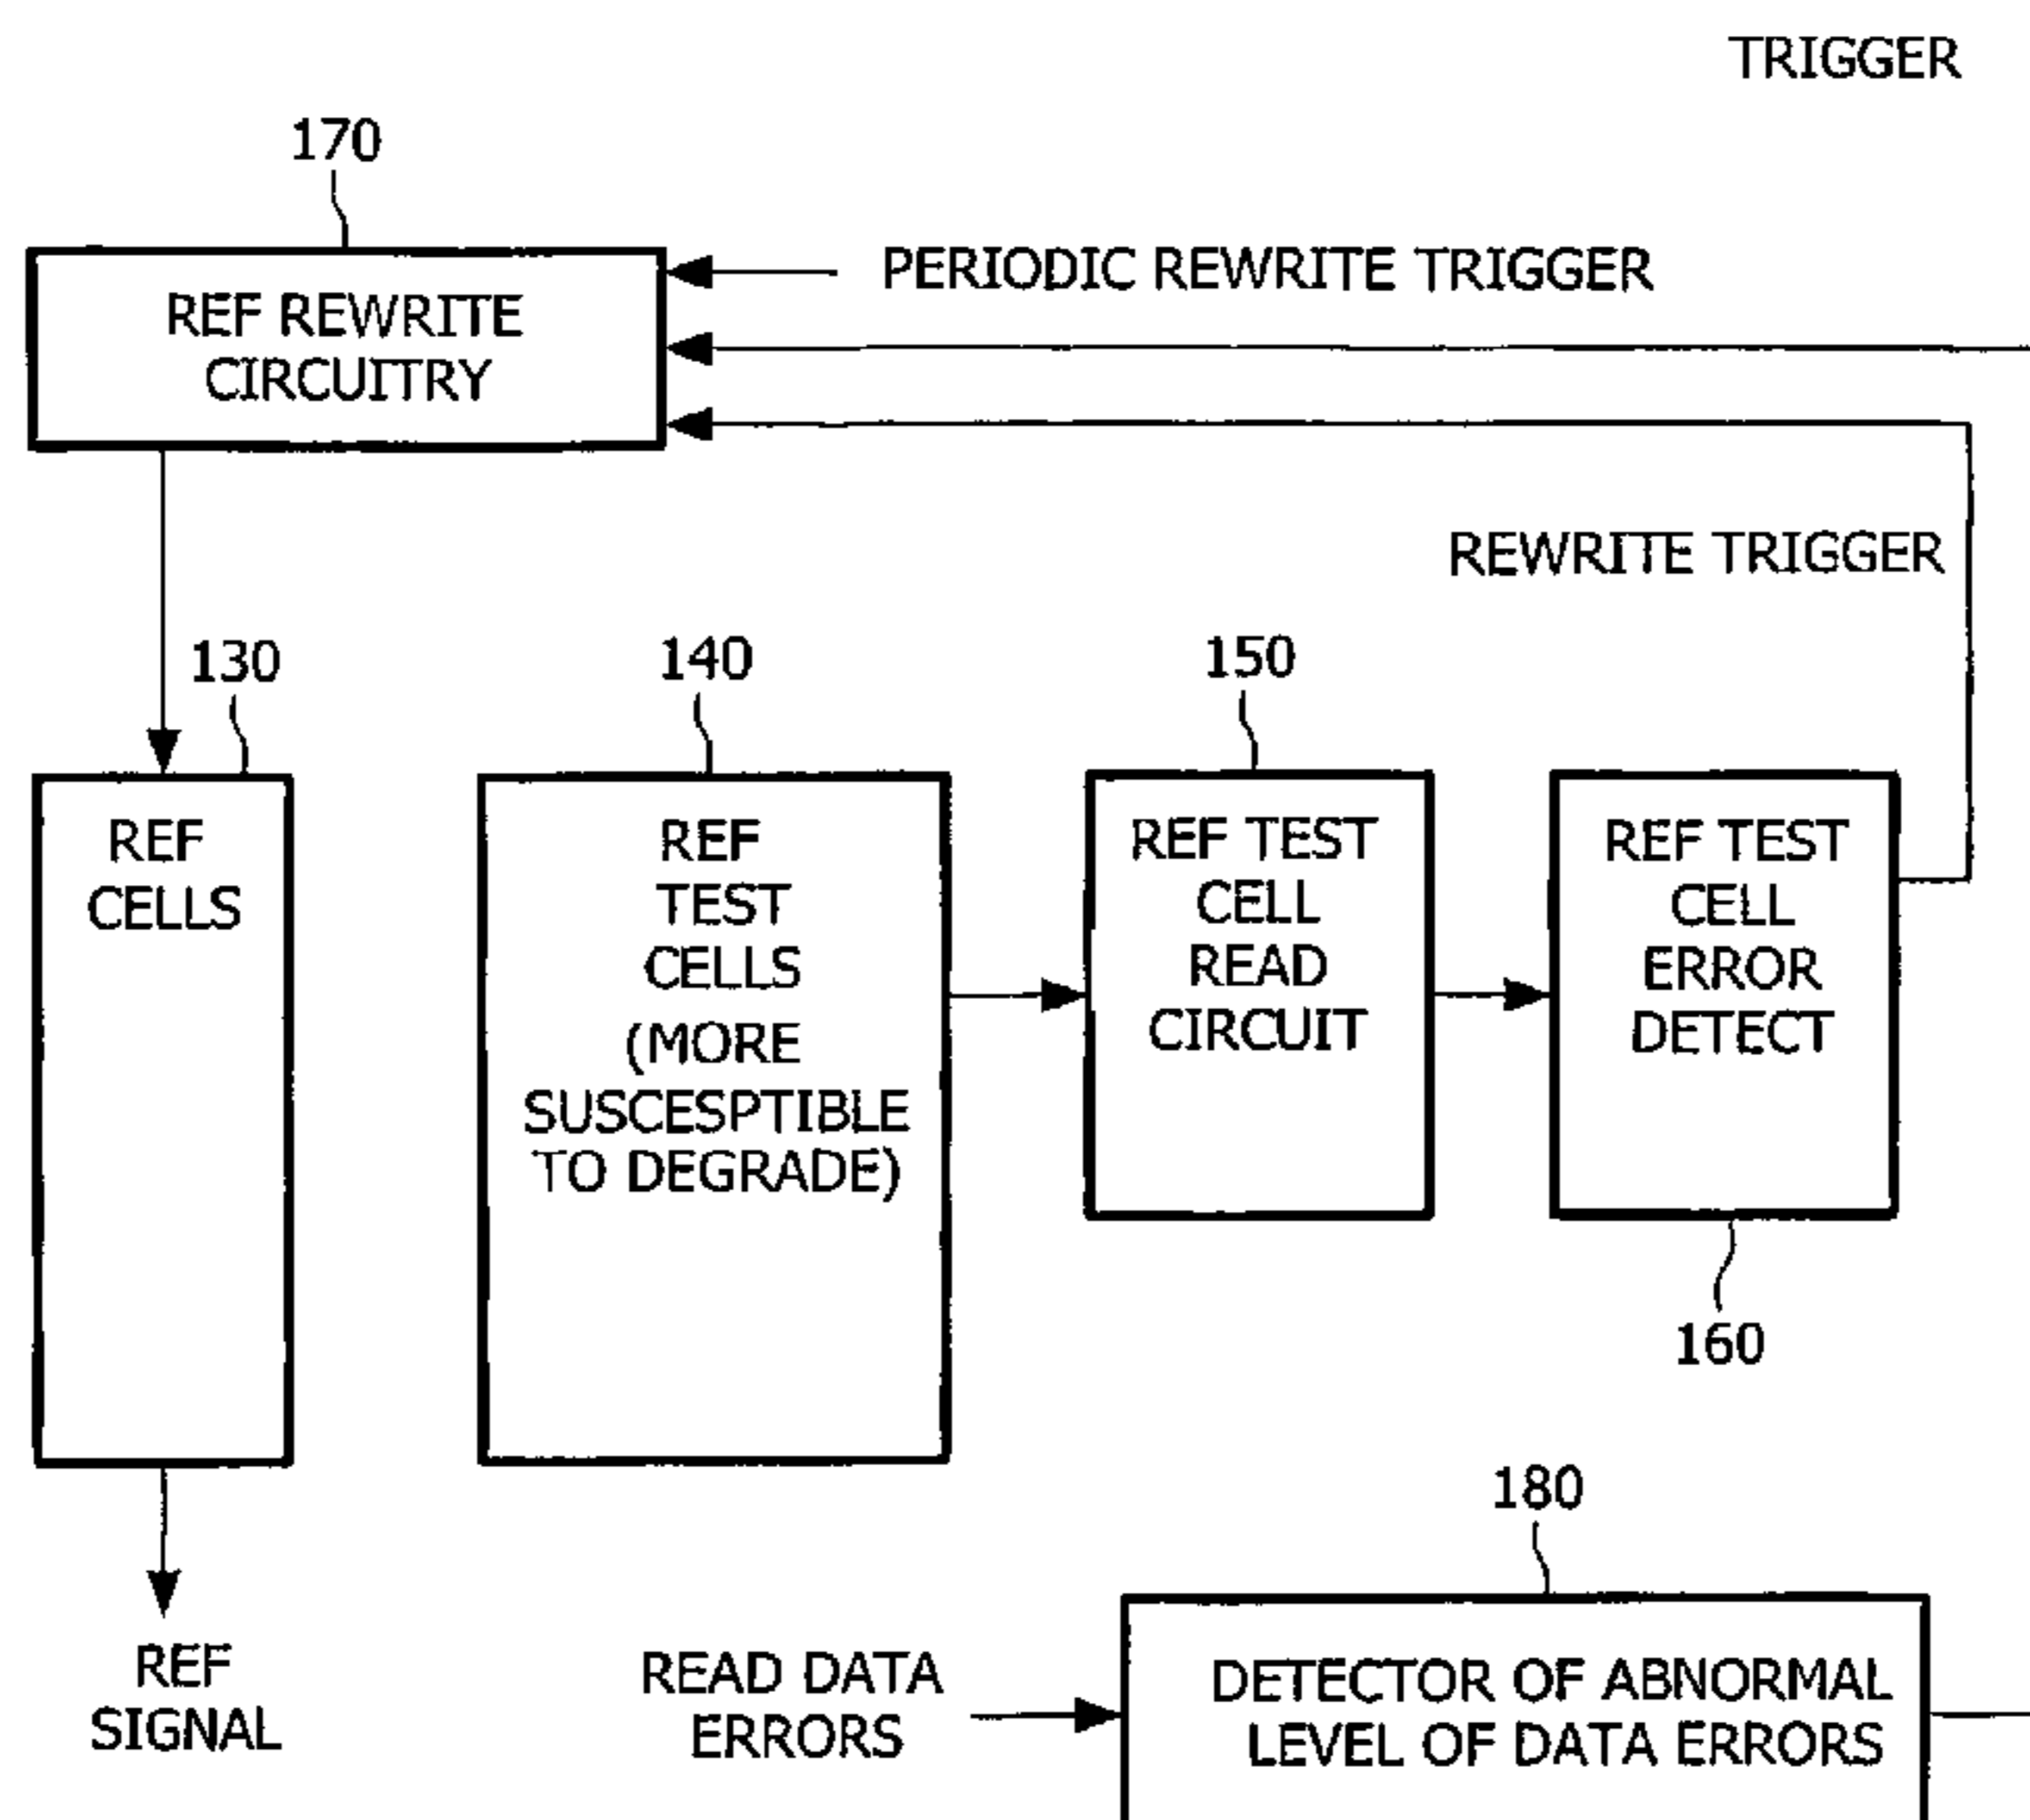 TRIGGER
170
PERIODIC REWRITE TRIGGER
REF REWRITE
CIRCUITRY
REWRITE TRIGGER
130
140
150
REF
CELLS
REF
TEST
CELLS
(MORE
SUSCESPTIBLE
TO DEGRADE)
REF TEST
CELL
READ
CIRCUIT
REF TEST
CELL
ERROR
DETECT
160
180
REF
SIGNAL
READ DATA
ERRORS
DETECTOR OF ABNORMAL
LEVEL OF DATA ERRORS